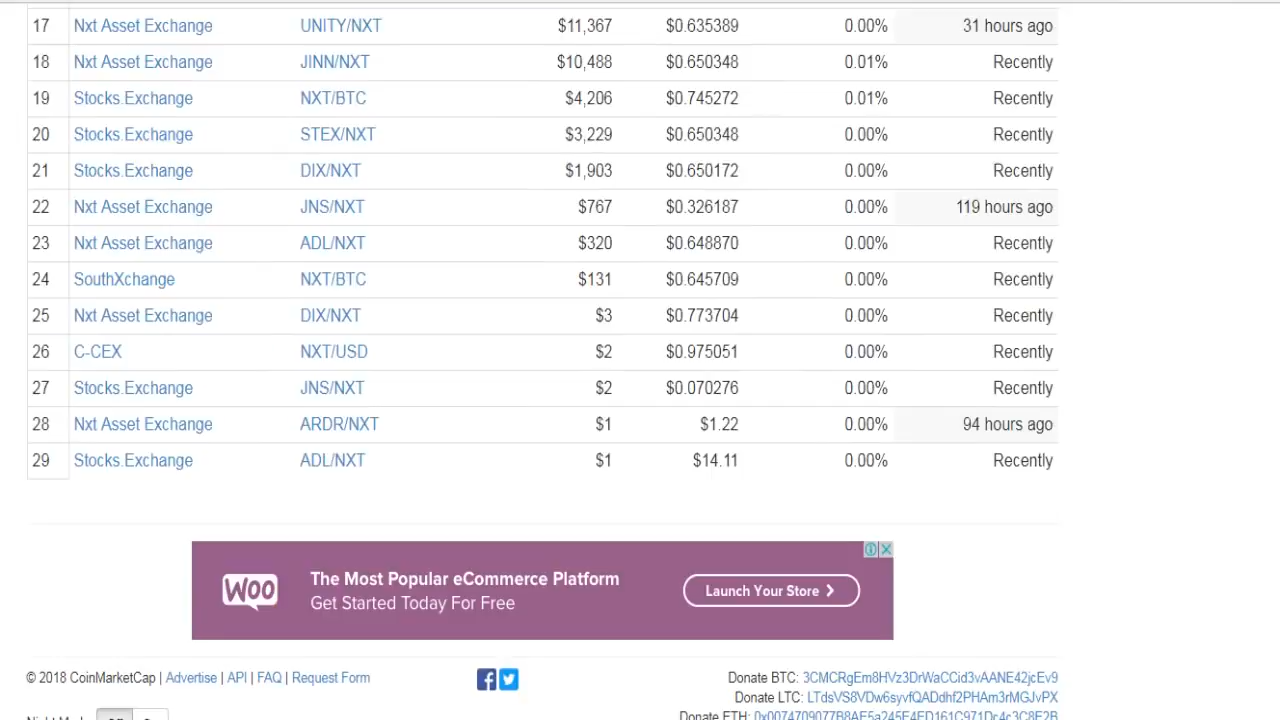 17 Nxt Asset Exchange UNITY/NXT $11,367 $0.635389 0.00% 31 hours ago
18 Nxt Asset Exchange JINN/NXT $10,488 $0.650348 0.01% Recently
19 Stocks.Exchange NXT/BTC $4,206 $0.745272 0.01% Recently
20 Stocks.Exchange STEX/NXT $3,229 $0.650348 0.00% Recently
21 Stocks.Exchange DIX/NXT $1,903 $0.650172 0.00% Recently
22 Nxt Asset Exchange JNS/NXT $767 $0.326187 0.00% 119 hours ago
23 Nxt Asset Exchange ADL/NXT $320 $0.648870 0.00% Recently
24 SouthXchange NXT/BTC $131 $0.645709 0.00% Recently
25 Nxt Asset Exchange DIX/NXT $3 $0.773704 0.00% Recently
26 C-CEX NXT/USD $2 $0.975051 0.00% Recently
27 Stocks.Exchange JNS/NXT $2 $0.070276 0.00% Recently
28 Nxt Asset Exchange ARDR/NXT $1 $1.22 0.00% 94 hours ago
29 Stocks.Exchange ADL/NXT $1 $14.11 0.00% Recently
WOO The Most Popular eCommerce Platform
Get Started Today For Free
Launch Your Store
© 2018 CoinMarketCap | Advertise | API | FAQ | Request Form
Donate BTC: 3CMCRgEm8HVz3DrWaCCid3vAANE42jcEv9
Donate LTC: LTdsVS8VDw6syvfQADdhf2PHAm3rMGJvPX
Donate ETH: